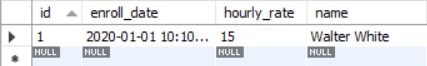 id enroll_date hourly_rate name
1 2020-01-01 10:10... 15 Walter White
NULL NULL NULL NULL